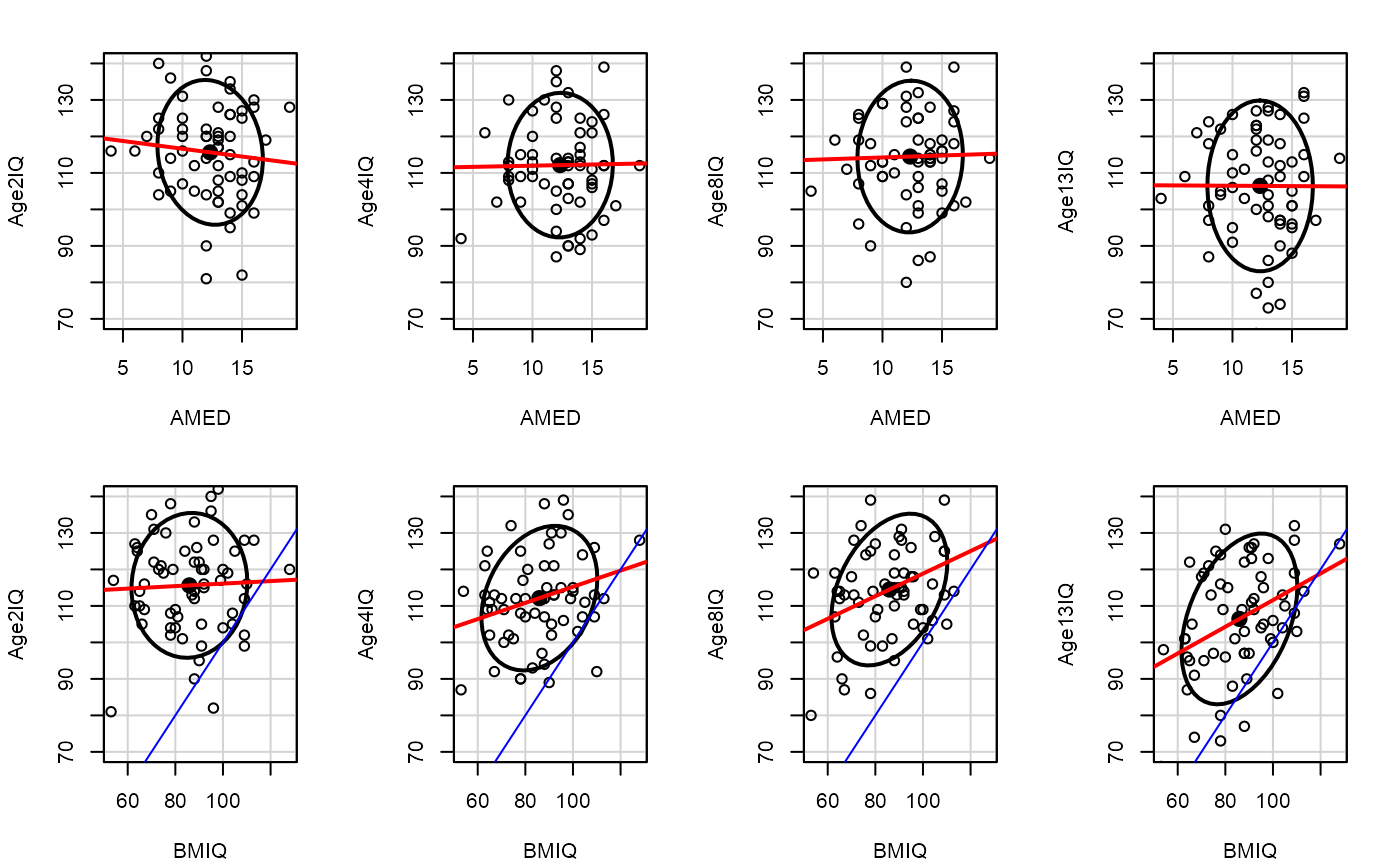 Age2IQ 70 90 110 130 5 10 15 AMED
Age4IQ 70 90 110 130 5 10 15 AMED
Age8IQ 70 90 110 130 5 10 15 AMED
Age13IQ 70 90 110 130 5 10 15 AMED
Age2IQ 70 90 110 130 60 80 100 BMIQ
Age4IQ 70 90 110 130 60 80 100 BMIQ
Age8IQ 70 90 110 130 60 80 100 BMIQ
Age13IQ 70 90 110 130 60 80 100 BMIQ